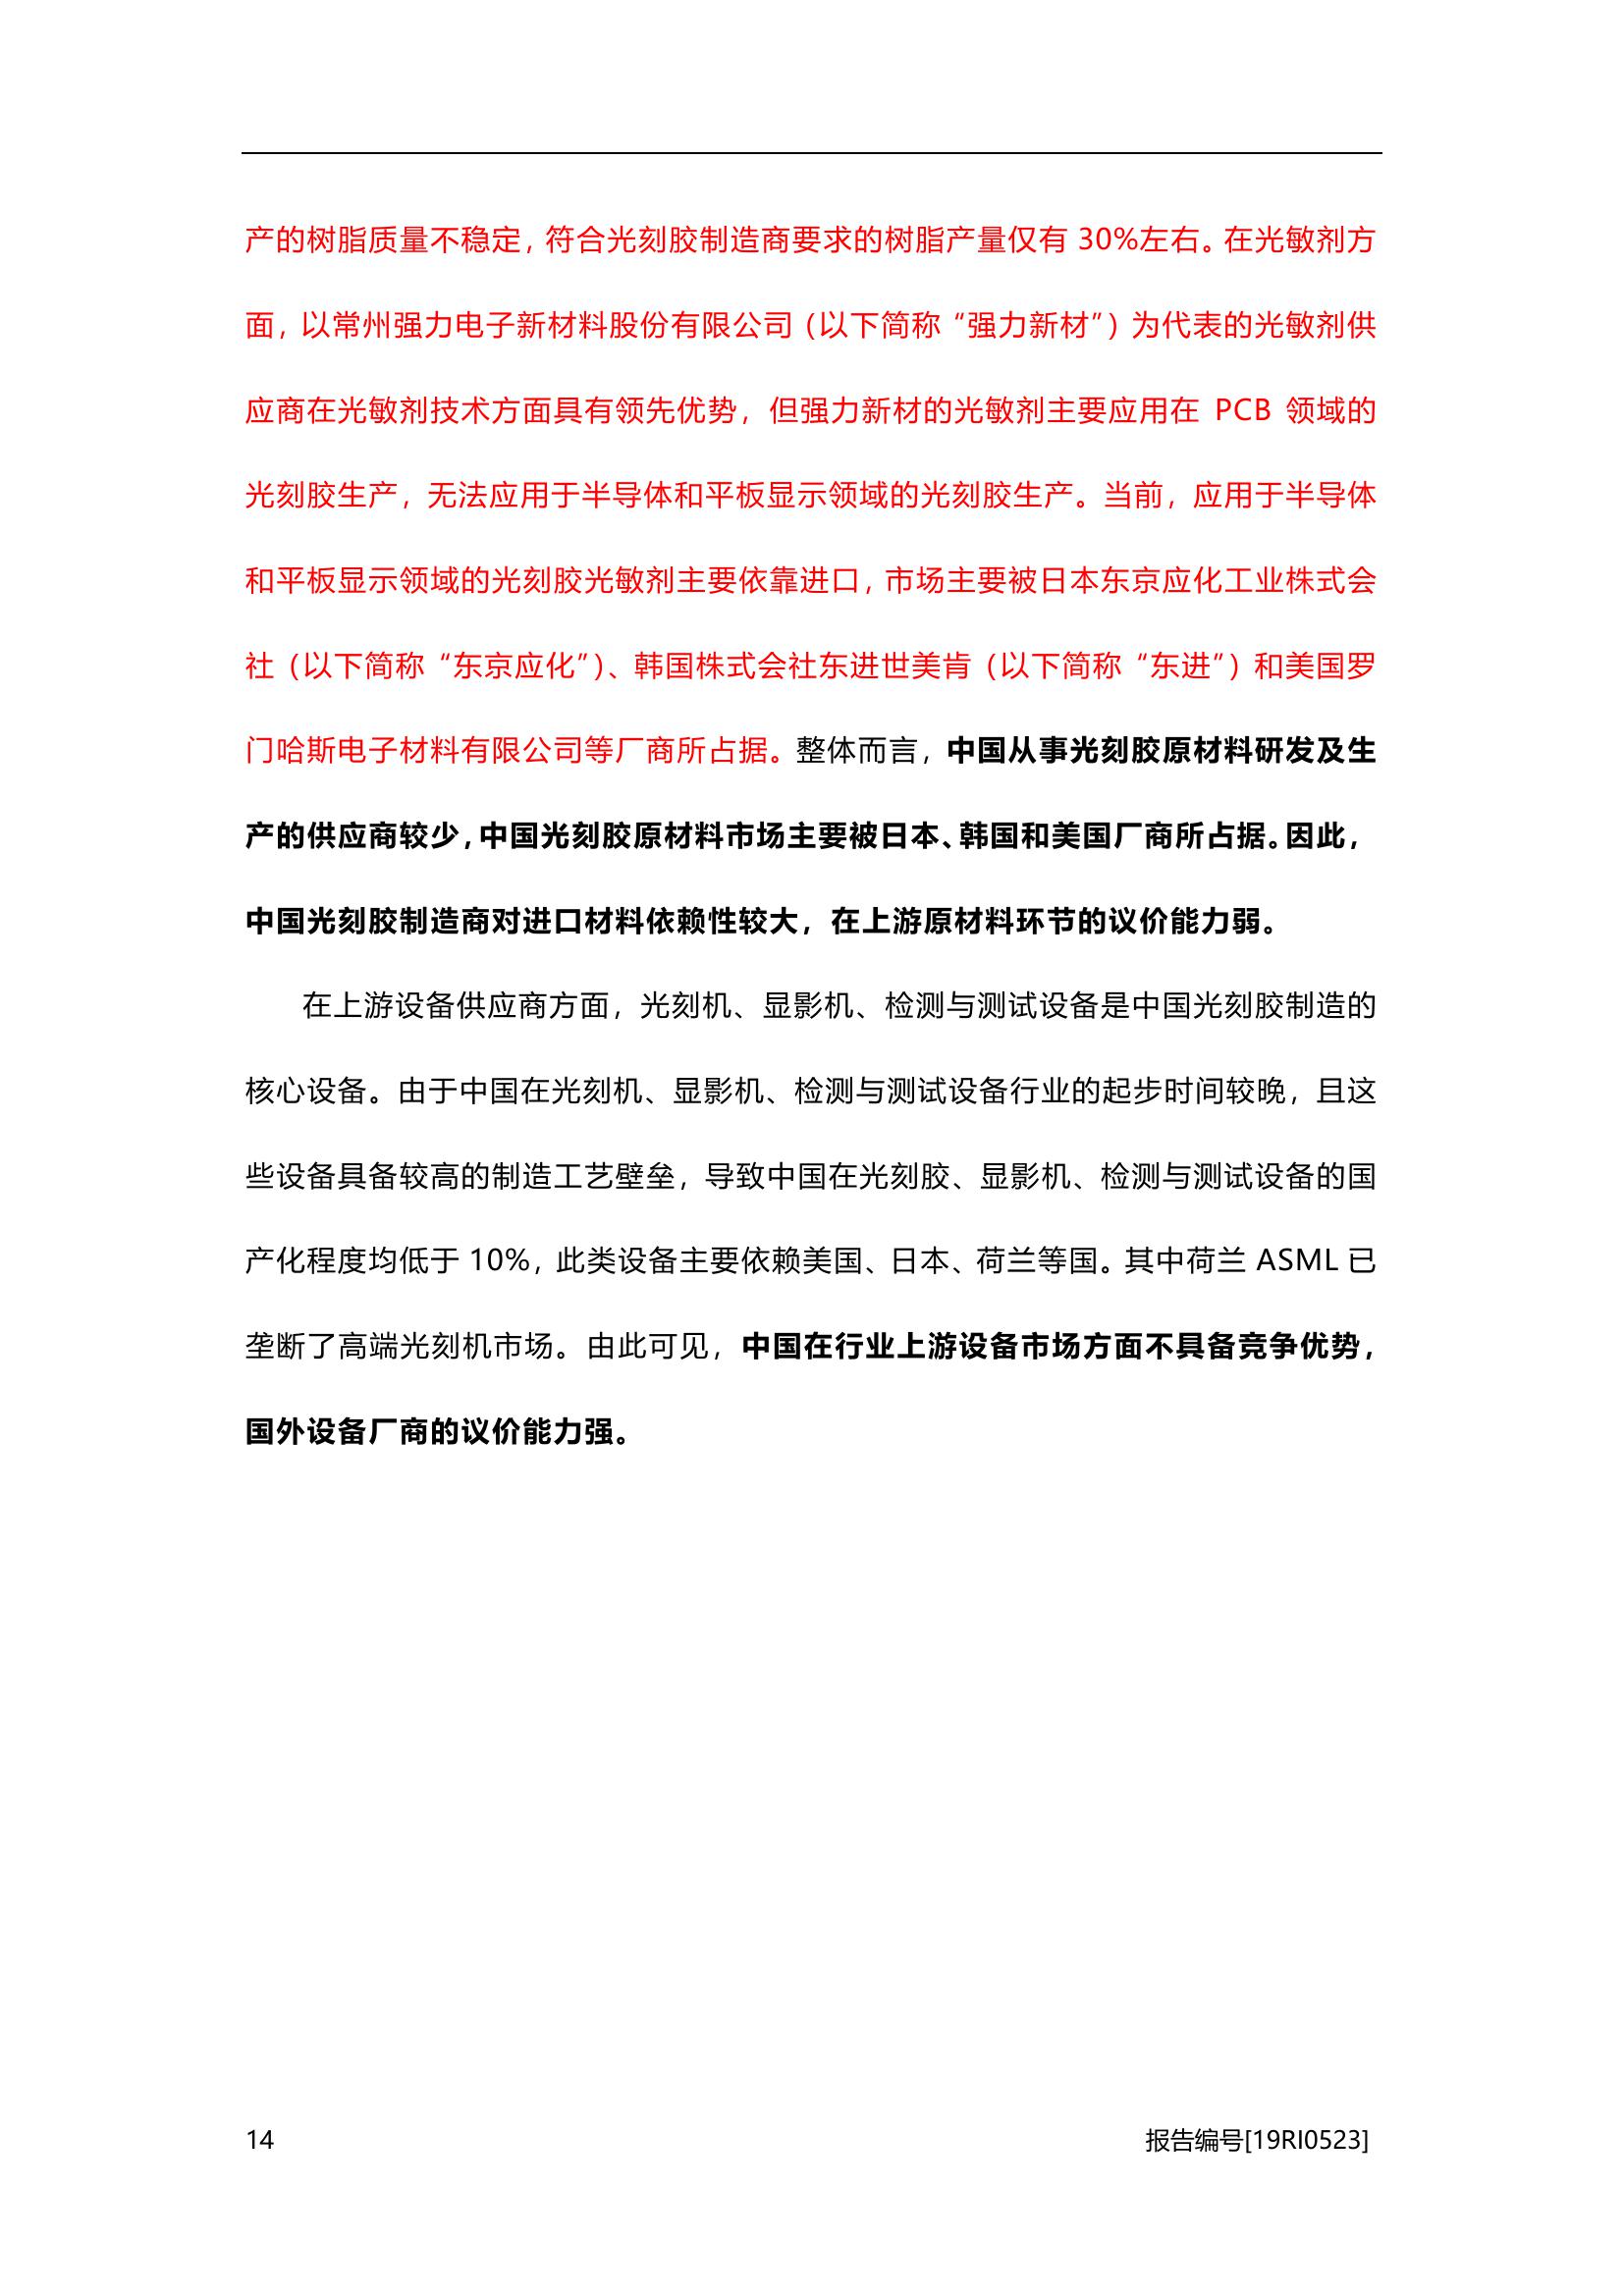 产的树脂质量不稳定，符合光刻胶制造商要求的树脂产量仅有 30%左右。在光敏剂方
面，以常州强力电子新材料股份有限公司（以下简称“强力新材”）为代表的光敏剂供
应商在光敏剂技术方面具有领先优势，但强力新材的光敏剂主要应用在 PCB 领域的
光刻胶生产，无法应用于半导体和平板显示领域的光刻胶生产。当前，应用于半导体
和平板显示领域的光刻胶光敏剂主要依靠进口，市场主要被日本东京应化工业株式会
社（以下简称“东京应化”）、韩国株式会社东进世美肯（以下简称“东进”）和美国罗
门哈斯电子材料有限公司等厂商所占据。整体而言，中国从事光刻胶原材料研发及生
产的供应商较少，中国光刻胶原材料市场主要被日本、韩国和美国厂商所占据。因此，
中国光刻胶制造商对进口材料依赖性较大，在上游原材料环节的议价能力弱。
在上游设备供应商方面，光刻机、显影机、检测与测试设备是中国光刻胶制造的
核心设备。由于中国在光刻机、显影机、检测与测试设备行业的起步时间较晚，且这
些设备具备较高的制造工艺壁垒，导致中国在光刻胶、显影机、检测与测试设备的国
产化程度均低于 10%，此类设备主要依赖美国、日本、荷兰等国。其中荷兰 ASML 已
垄断了高端光刻机市场。由此可见，中国在行业上游设备市场方面不具备竞争优势，
国外设备厂商的议价能力强。
14 报告编号[19RI0523]